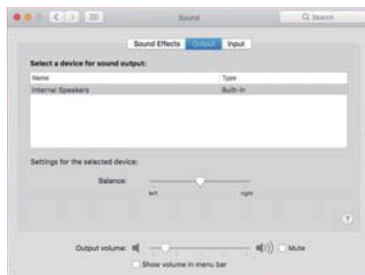 Sound
Search
Sound Effects Output Input
Select a device for sound output:
Name Type
Internal Speakers Built-in
Settings for the selected device:
Balance:
left right
?
Output volume: Mute
Show volume in menu bar